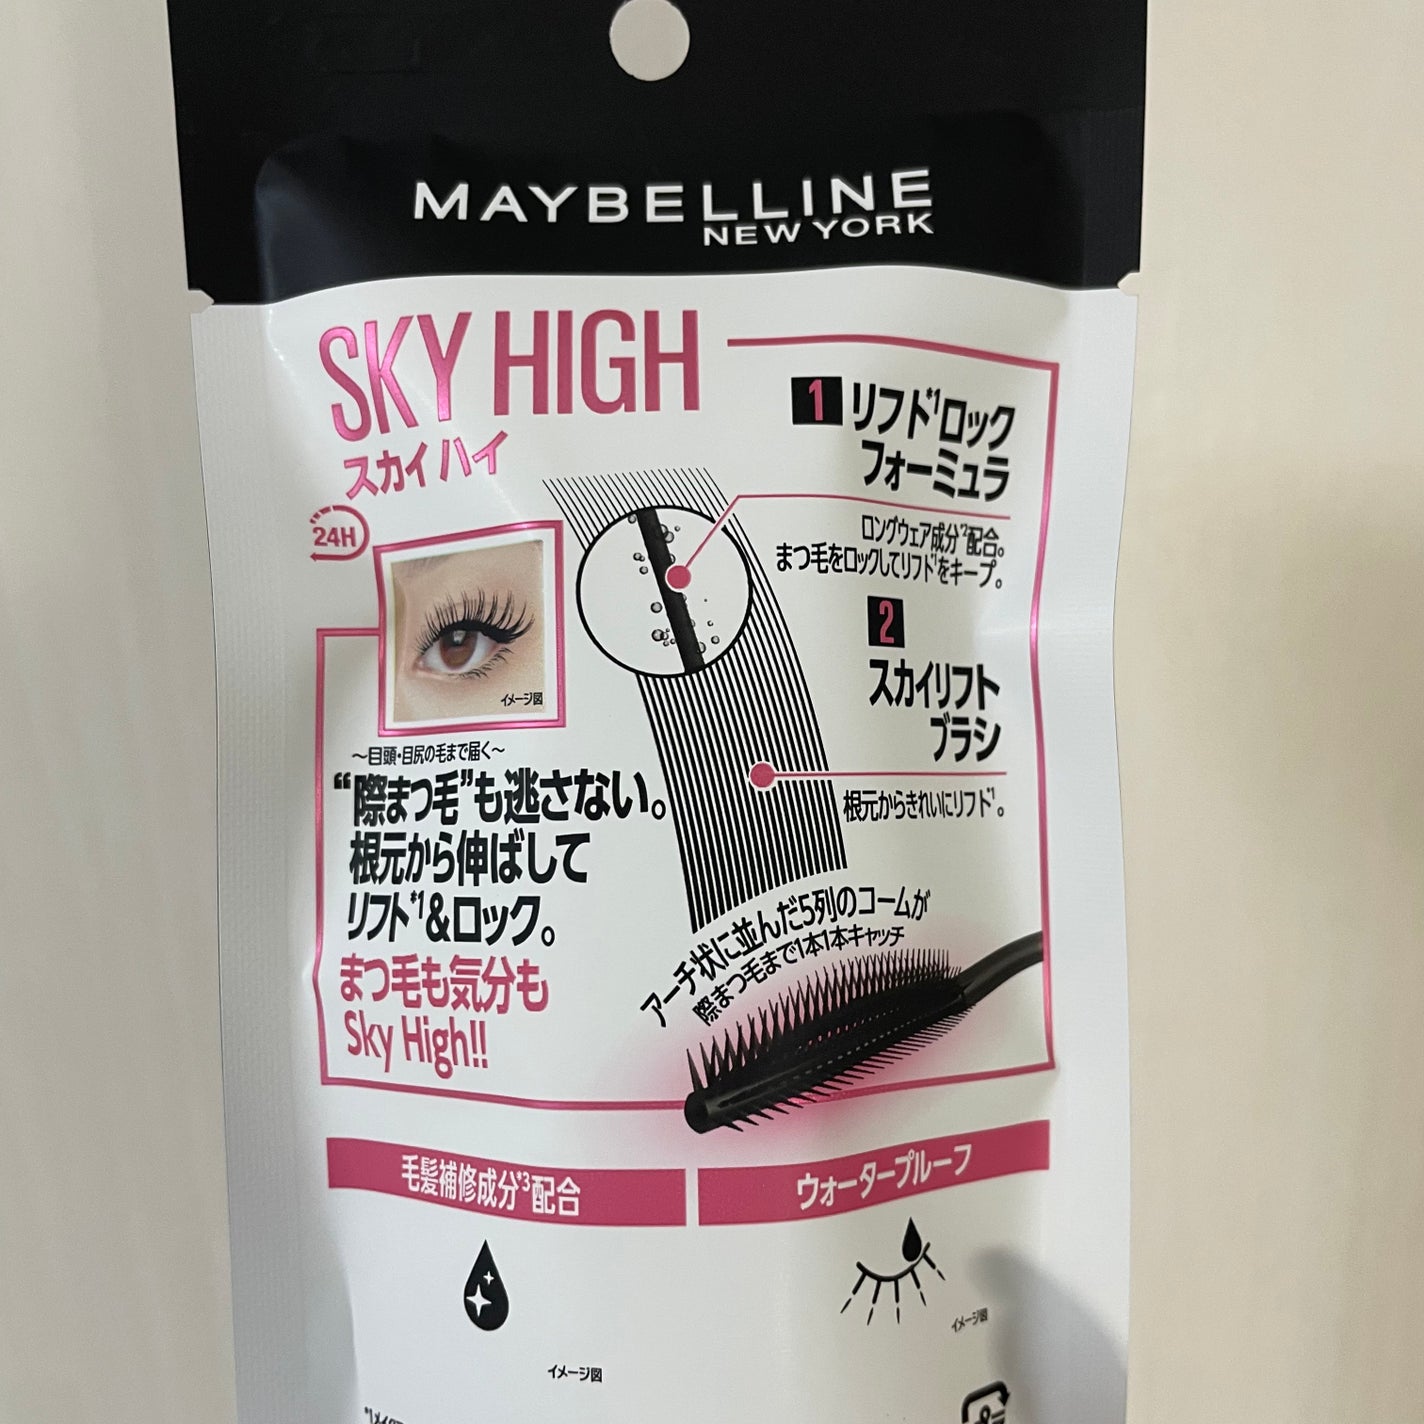 MAYBELLINE
NEW YORK
SKY HIGH
スカイハイ
24H
イメージ図
～目頭・目尻の毛まで届く～
“際まつ毛”も逃さない。
根元から伸ばして
リフト*1&ロック。
まつ毛も気分も
Sky High!!
1 リフト*1ロック
フォーミュラ
ロングウェア成分*2配合。
まつ毛をロックしてリフト*1をキープ。
2
スカイリフト
ブラシ
根元からきれいにリフト*1。
アーチ状に並んだ5列のコームが
際まつ毛まで1本1本キャッチ
毛髪補修成分*3配合
イメージ図
ウォータープルーフ
イメージ図